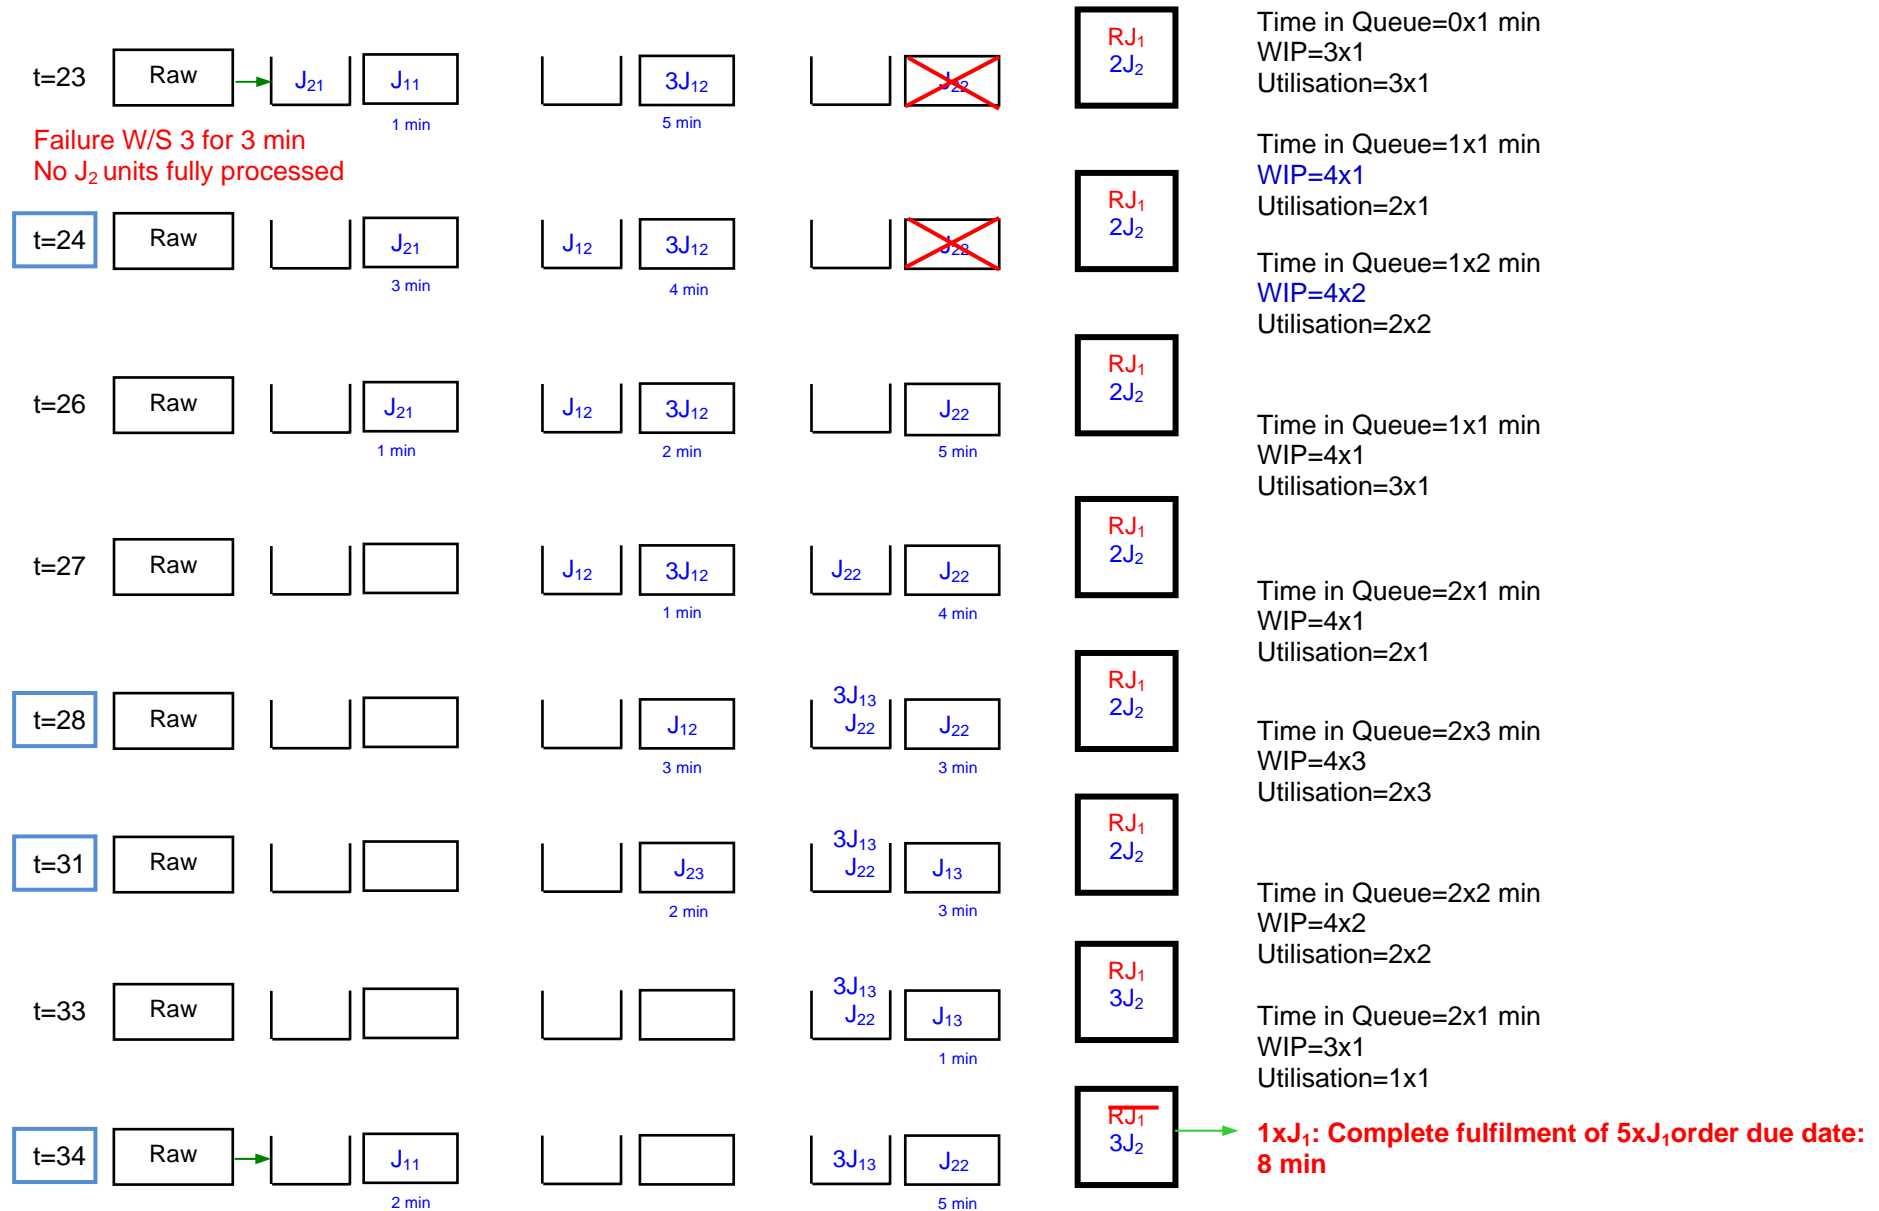 t=23 Raw J₂₁ J₁₁ 3J₁₂ J₂₂ RJ₁
2J₂
1 min 5 min
Time in Queue=0x1 min
WIP=3x1
Utilisation=3x1
Failure W/S 3 for 3 min
No J₂ units fully processed
Time in Queue=1x1 min
WIP=4x1
Utilisation=2x1
t=24 Raw J₂₁ J₁₂ 3J₁₂ J₂₂ RJ₁
2J₂
3 min 4 min
Time in Queue=1x2 min
WIP=4x2
Utilisation=2x2
t=26 Raw J₂₁ J₁₂ 3J₁₂ J₂₂ RJ₁
2J₂
1 min 2 min 5 min
Time in Queue=1x1 min
WIP=4x1
Utilisation=3x1
t=27 Raw J₁₂ 3J₁₂ J₂₂ J₂₂ RJ₁
2J₂
1 min 4 min
Time in Queue=2x1 min
WIP=4x1
Utilisation=2x1
t=28 Raw J₁₂ 3J₁₃
J₂₂ J₂₂ RJ₁
2J₂
3 min 3 min
Time in Queue=2x3 min
WIP=4x3
Utilisation=2x3
t=31 Raw J₂₃ 3J₁₃
J₂₂ J₁₃ RJ₁
2J₂
2 min 3 min
Time in Queue=2x2 min
WIP=4x2
Utilisation=2x2
t=33 Raw 3J₁₃
J₂₂ J₁₃ RJ₁
3J₂
1 min
Time in Queue=2x1 min
WIP=3x1
Utilisation=1x1
t=34 Raw J₁₁ 3J₁₃ J₂₂ RJ₁
3J₂
2 min 5 min
1xJ₁: Complete fulfilment of 5xJ₁order due date:
8 min